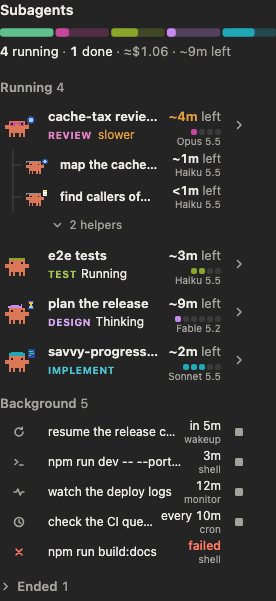 Subagents
4 running · 1 done · ≈$1.06 · ~9m left
Running 4
cache-tax revie... ~4m left
REVIEW slower Opus 5.5
map the cache... ~1m left
Haiku 5.5
find callers of... <1m left
Haiku 5.5
2 helpers
e2e tests ~3m left
TEST Running Haiku 5.5
plan the release ~9m left
DESIGN Thinking Fable 5.2
savvy-progress... ~2m left
IMPLEMENT Sonnet 5.5
Background 5
resume the release c... in 5m
wakeup
npm run dev -- --port... 3m
shell
watch the deploy logs 12m
monitor
check the CI que... every 10m
cron
npm run build:docs failed
shell
Ended 1